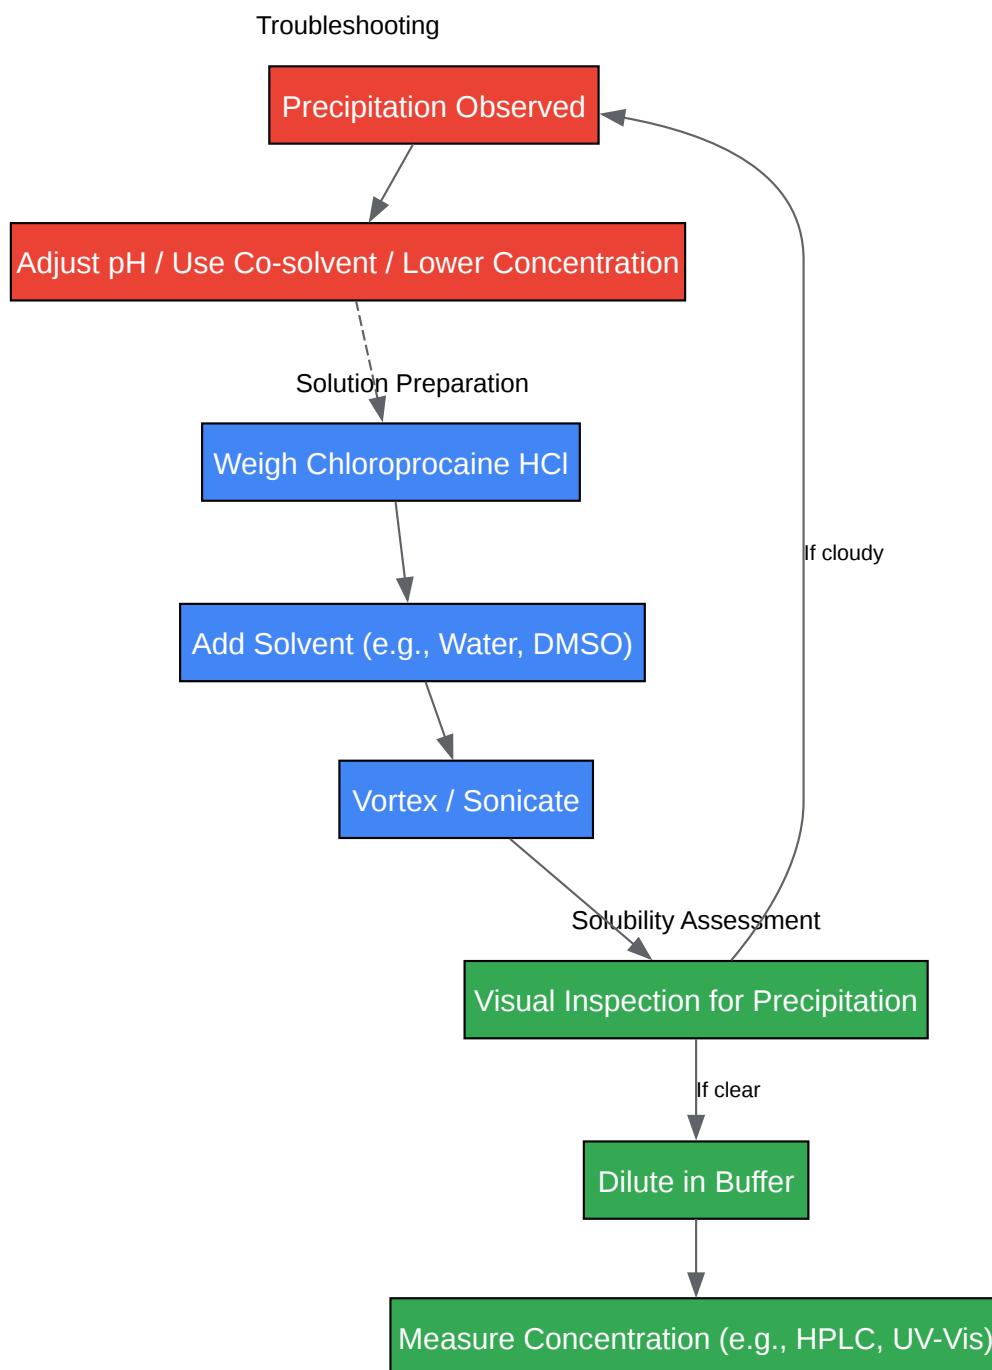 Troubleshooting
Precipitation Observed
Adjust pH / Use Co-solvent / Lower Concentration
Solution Preparation
Weigh Chloroprocaine HCl
If cloudy
Add Solvent (e.g., Water, DMSO)
Vortex / Sonicate
Solubility Assessment
Visual Inspection for Precipitation
If clear
Dilute in Buffer
Measure Concentration (e.g., HPLC, UV-Vis)